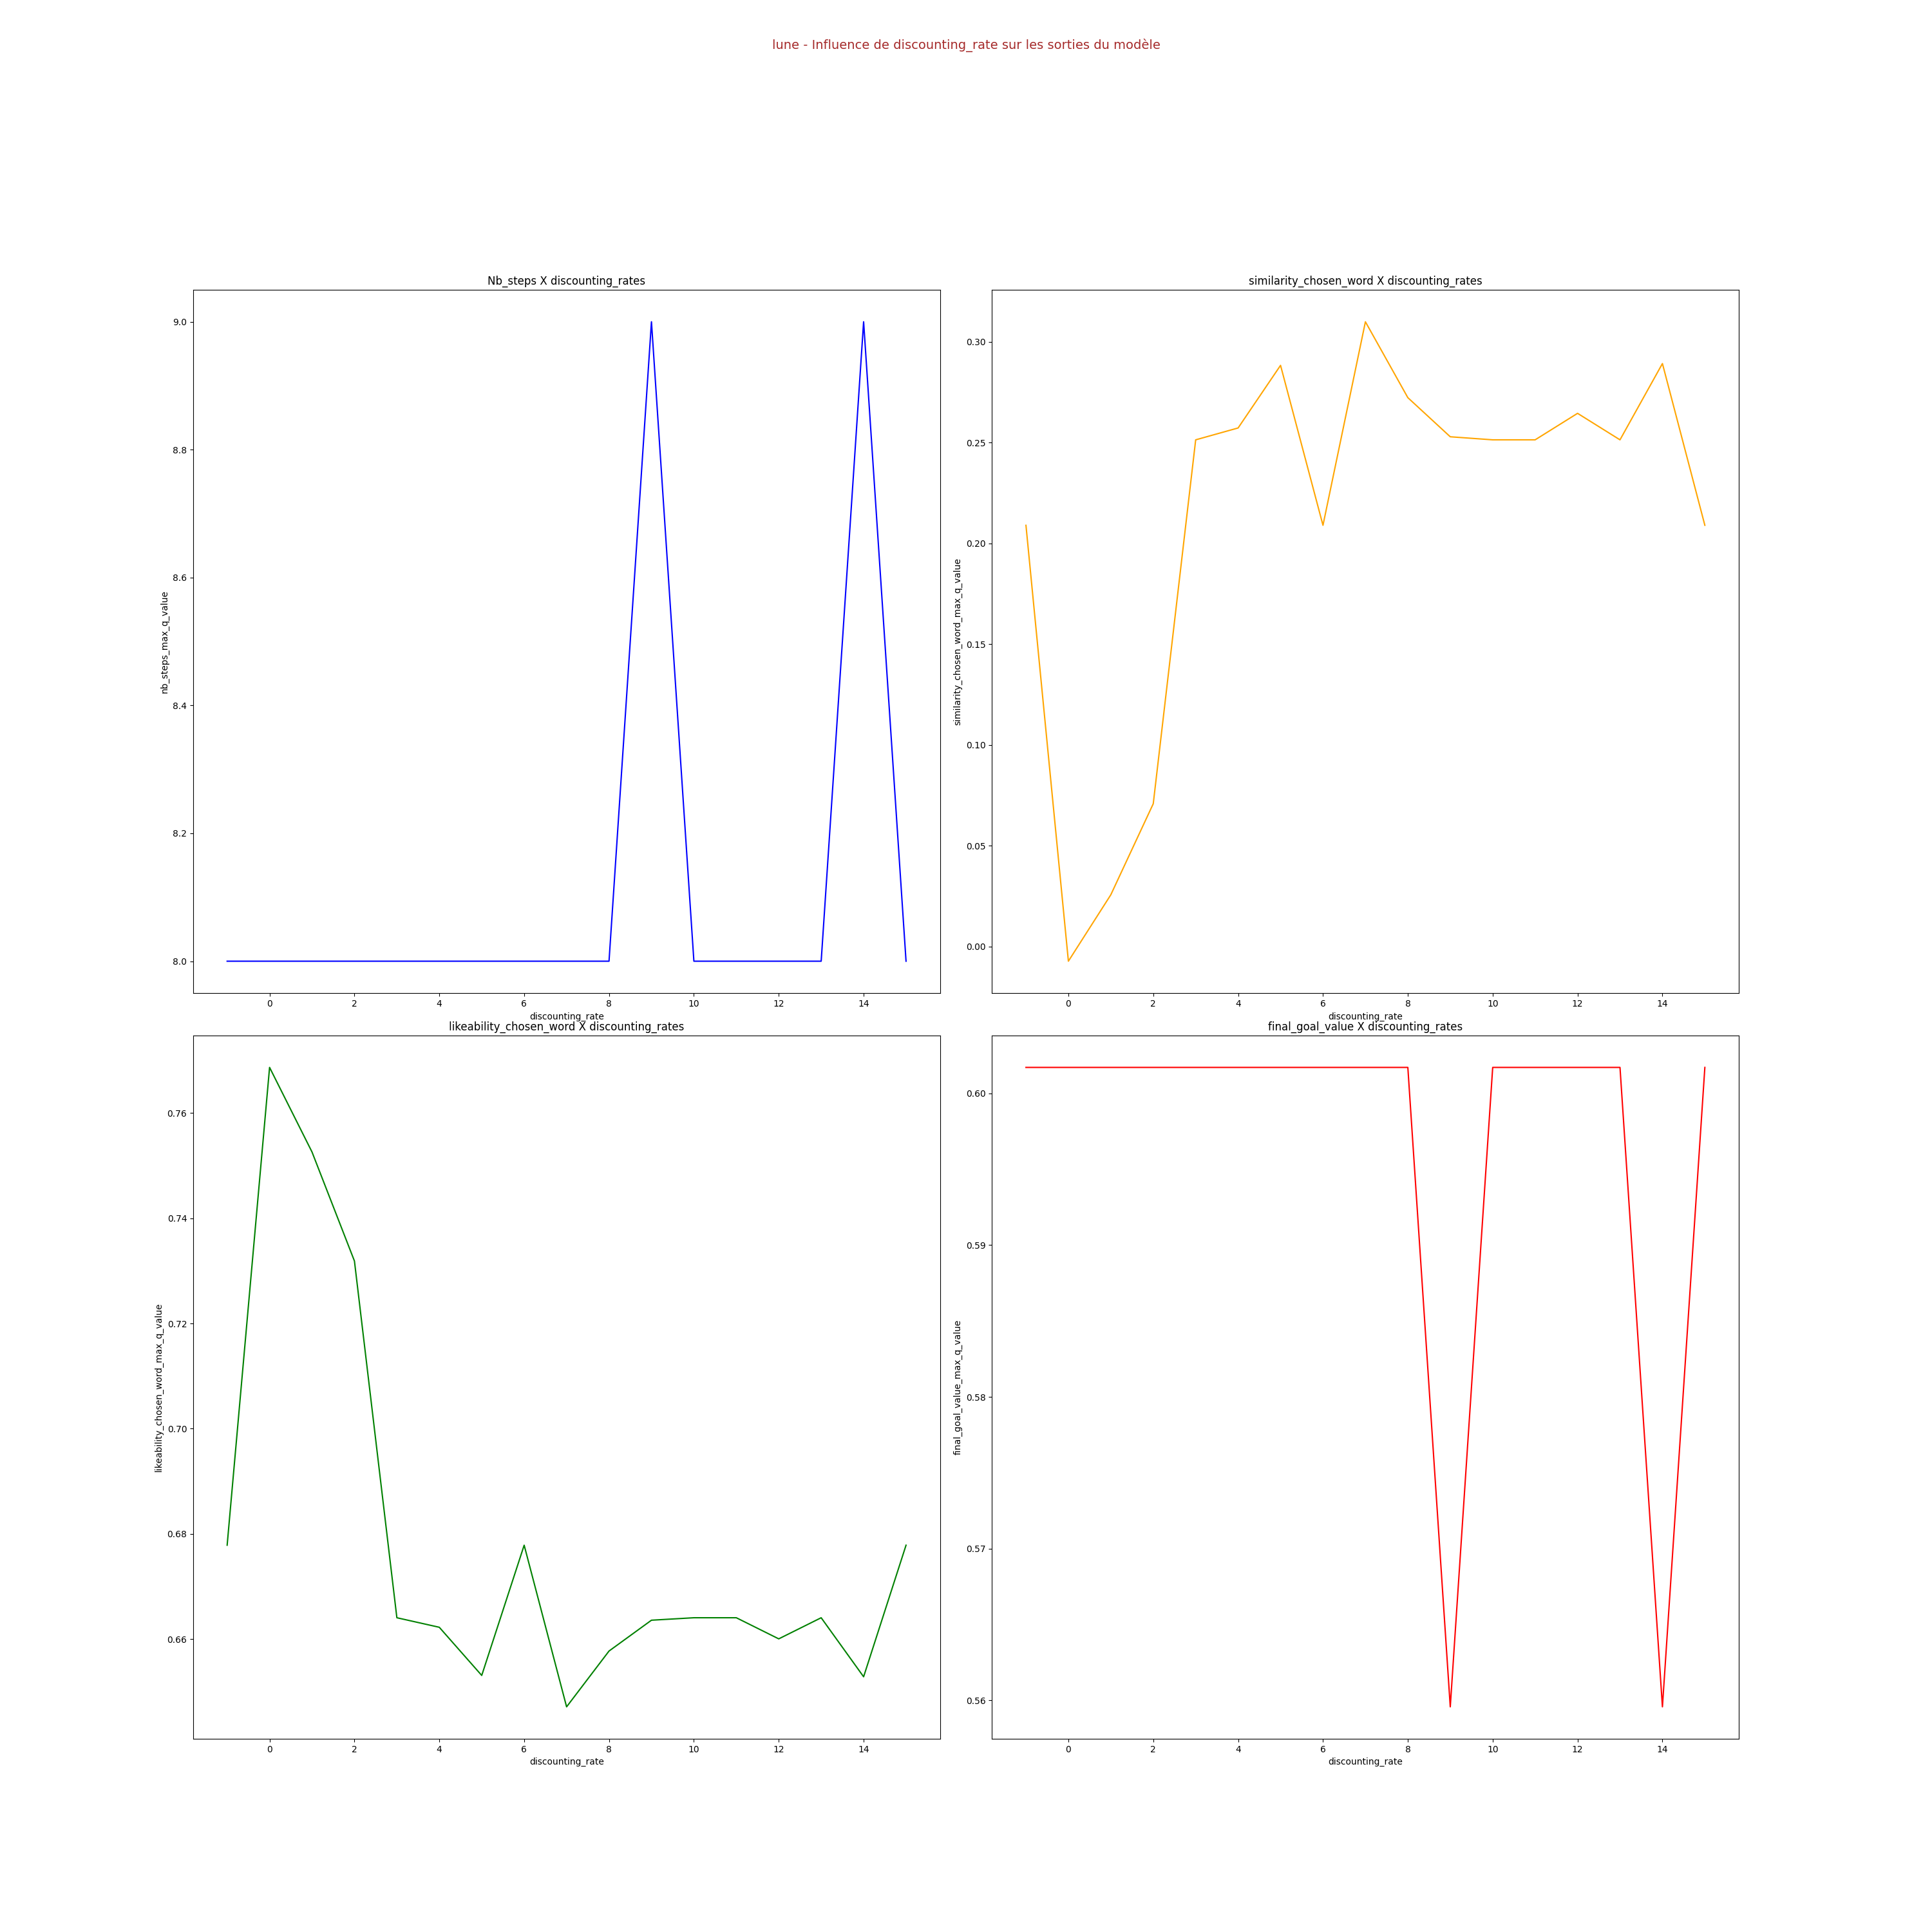 lune - Influence de discounting_rate sur les sorties du modèle
Nb_steps X discounting_rates
9.0
8.8
8.6
8.4
8.2
8.0
nb_steps_max_q_value
0 2 4 6 8 10 12 14
discounting_rate
similarity_chosen_word X discounting_rates
0.30
0.25
0.20
0.15
0.10
0.05
0.00
similarity_chosen_word_max_q_value
0 2 4 6 8 10 12 14
discounting_rate
likeability_chosen_word X discounting_rates
0.76
0.74
0.72
0.70
0.68
0.66
likeability_chosen_word_max_q_value
0 2 4 6 8 10 12 14
discounting_rate
final_goal_value X discounting_rates
0.60
0.59
0.58
0.57
0.56
final_goal_value_max_q_value
0 2 4 6 8 10 12 14
discounting_rate